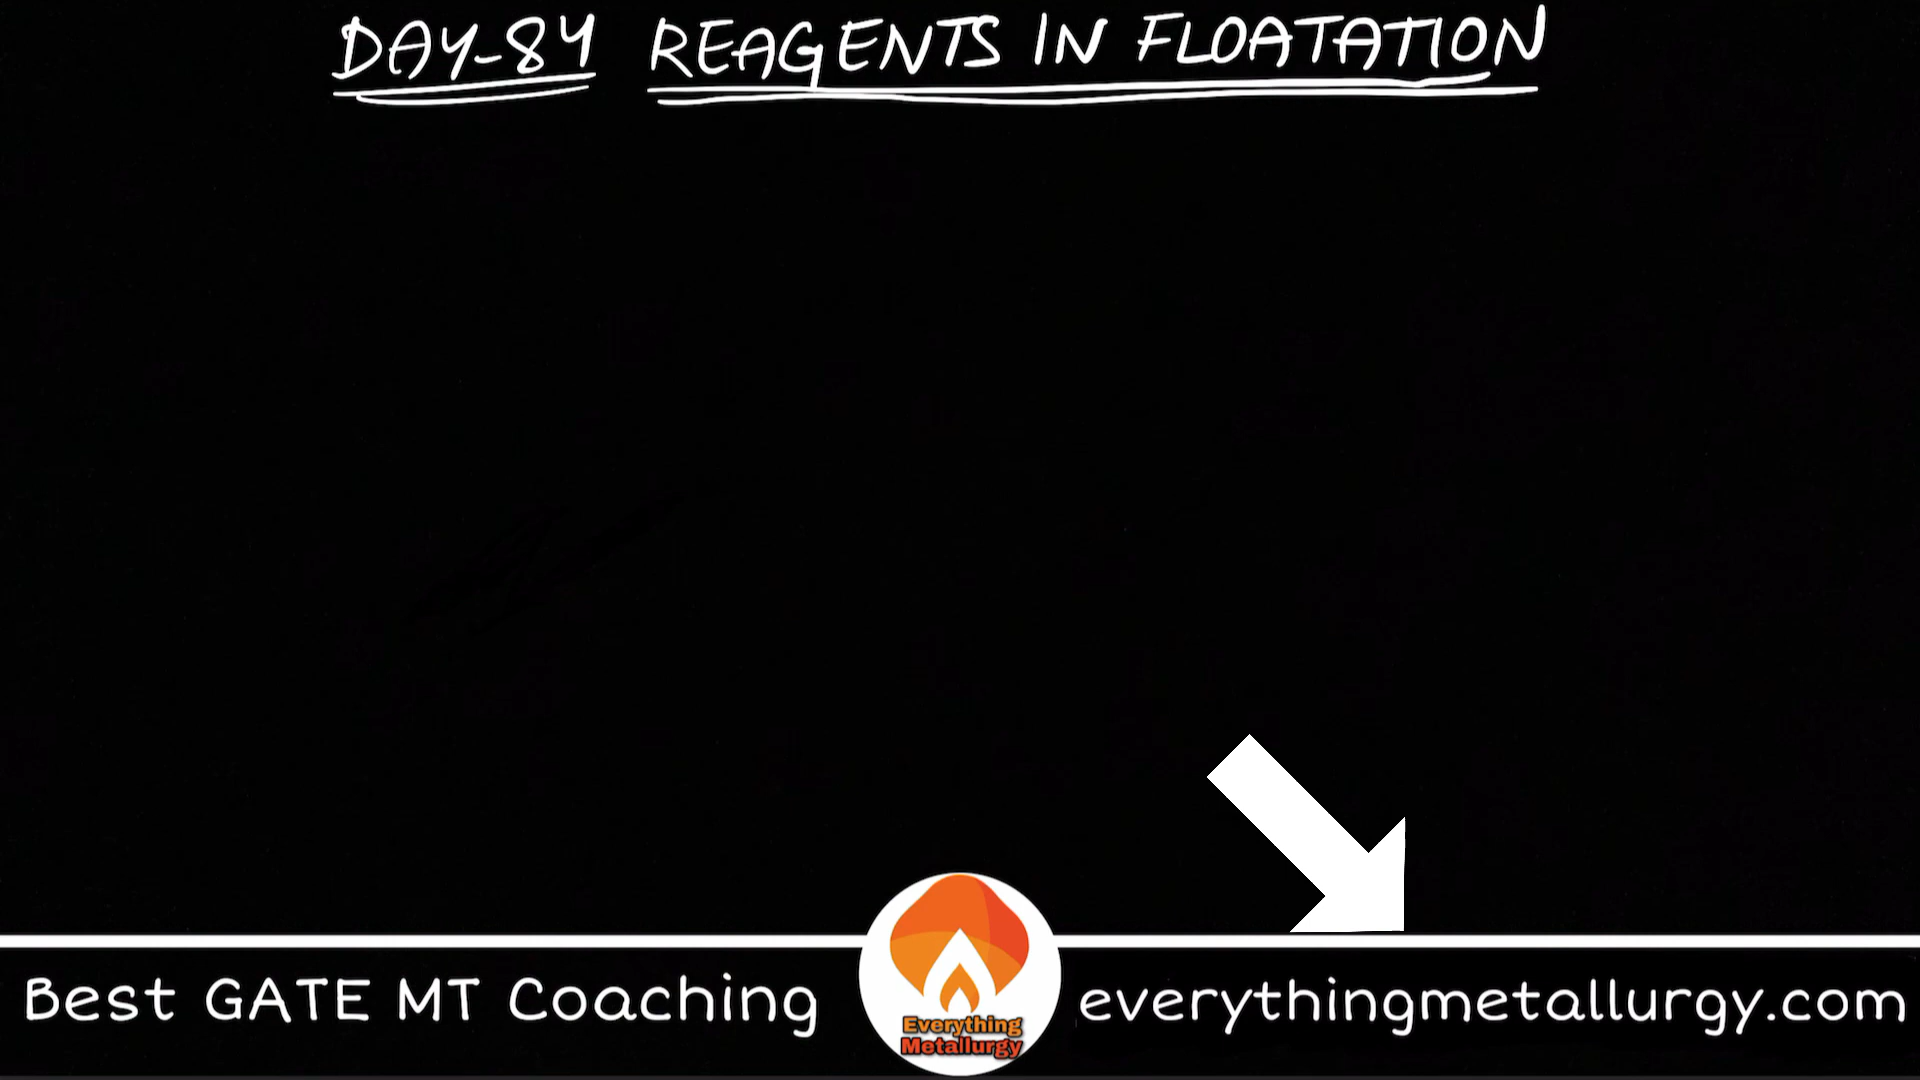 DAY-84 REAGENTS IN FLOATATION
Best GATE MT Coaching
Everything
Metallurgy
everythingmetallurgy.com